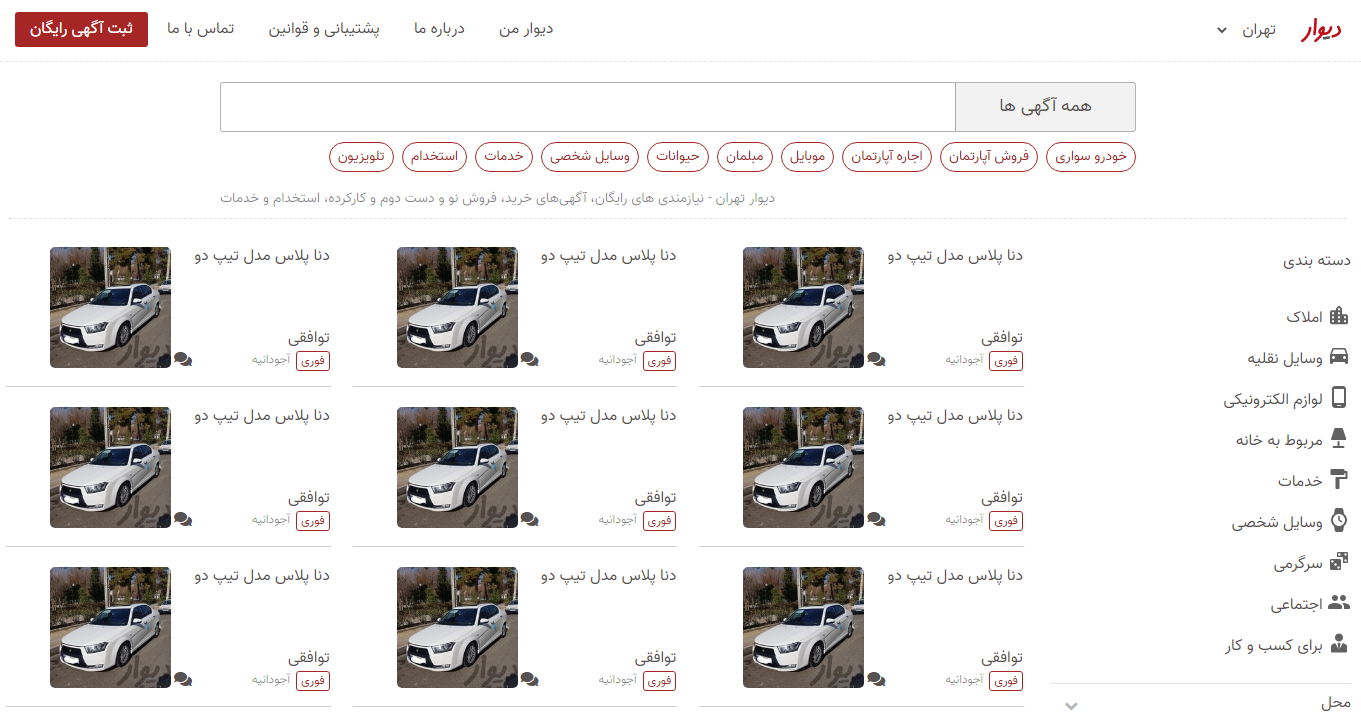 دیوار تهران دیوار من درباره ما پشتیبانی و قوانین تماس با ما ثبت آگهی رایگان
همه آگهی ها
خودرو سواری فروش آپارتمان اجاره آپارتمان موبایل مبلمان حیوانات وسایل شخصی خدمات استخدام تلویزیون
دیوار تهران - نیازمندی های رایگان، آگهی‌های خرید، فروش نو و دست دوم و کارکرده، استخدام و خدمات
دسته بندی
املاک
وسایل نقلیه
لوازم الکترونیکی
مربوط به خانه
خدمات
وسایل شخصی
سرگرمی
اجتماعی
برای کسب و کار
محل
دنا پلاس مدل تیپ دو
توافقی
فوری آجودانیه
دیوار
دنا پلاس مدل تیپ دو
توافقی
فوری آجودانیه
دیوار
دنا پلاس مدل تیپ دو
توافقی
فوری آجودانیه
دیوار
دنا پلاس مدل تیپ دو
توافقی
فوری آجودانیه
دیوار
دنا پلاس مدل تیپ دو
توافقی
فوری آجودانیه
دیوار
دنا پلاس مدل تیپ دو
توافقی
فوری آجودانیه
دیوار
دنا پلاس مدل تیپ دو
توافقی
فوری آجودانیه
دیوار
دنا پلاس مدل تیپ دو
توافقی
فوری آجودانیه
دیوار
دنا پلاس مدل تیپ دو
توافقی
فوری آجودانیه
دیوار